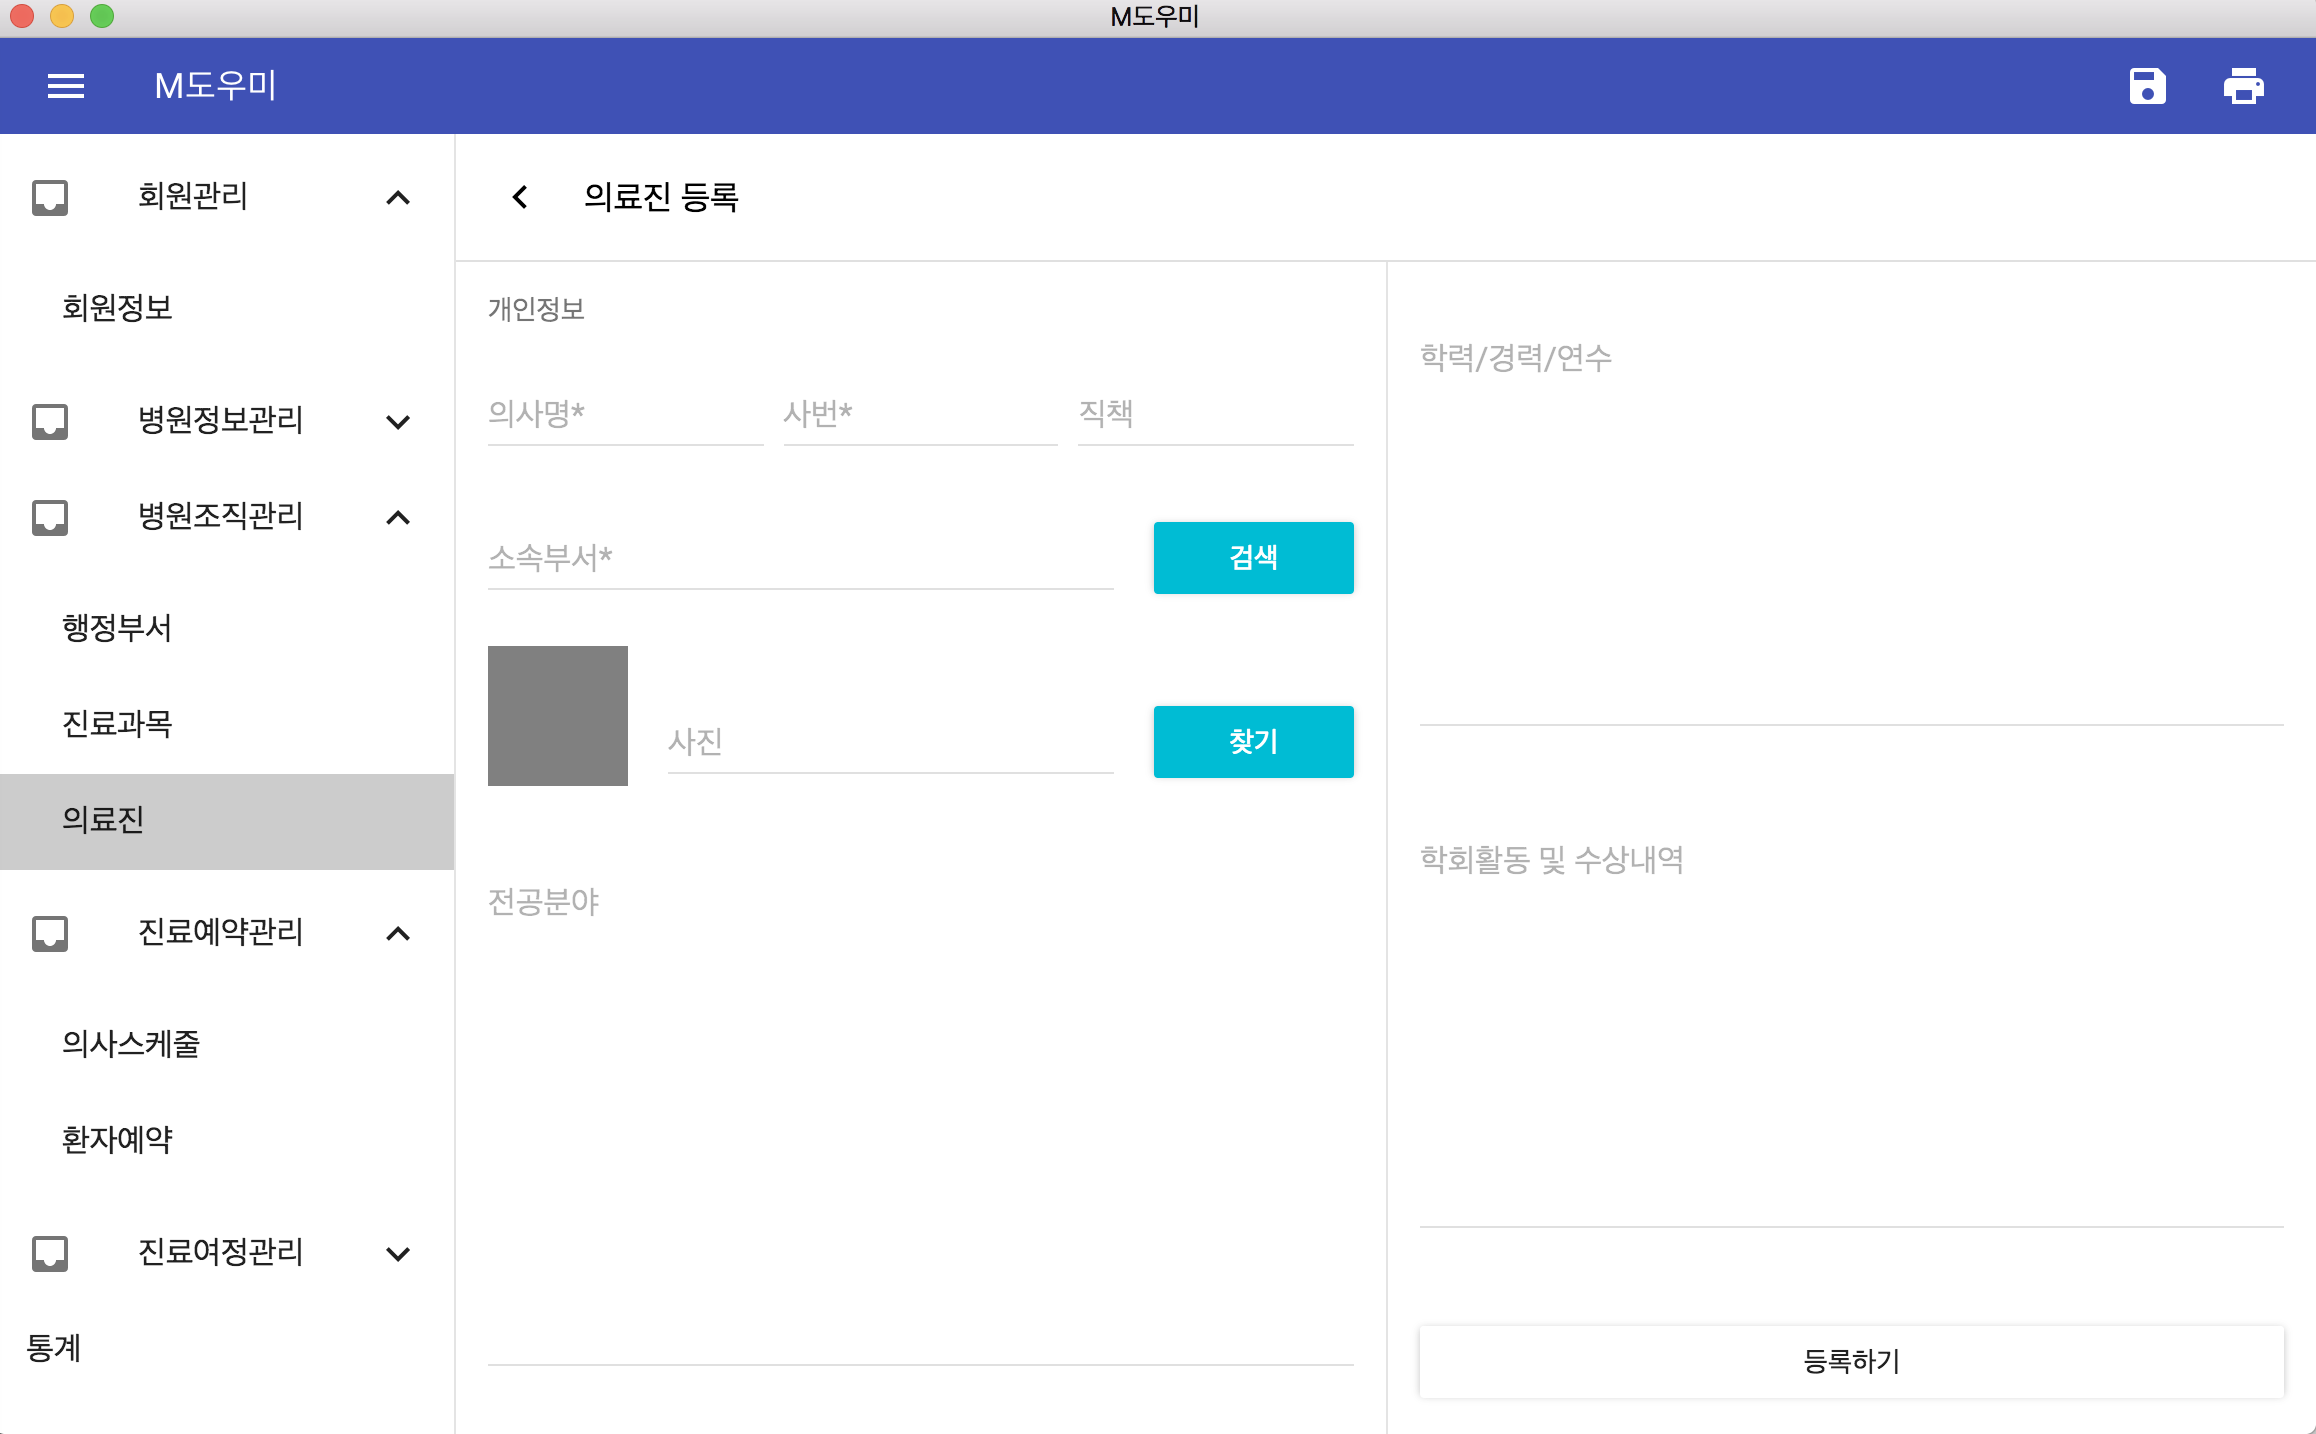 M도우미
M도우미
회원관리
회원정보
병원정보관리
병원조직관리
행정부서
진료과목
의료진
진료예약관리
의사스케줄
환자예약
진료여정관리
통계
의료진 등록
개인정보
의사명* 사번* 직책
소속부서* 검색
사진 찾기
전공분야
학력/경력/연수
학회활동 및 수상내역
등록하기